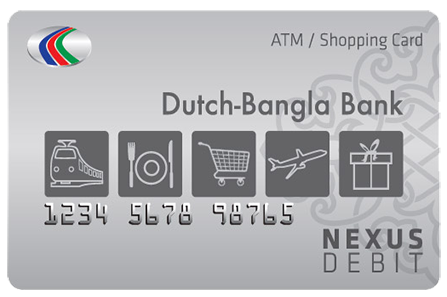 ATM / Shopping Card
Dutch-Bangla Bank
1234 5678 98765
NEXUS
DEBIT